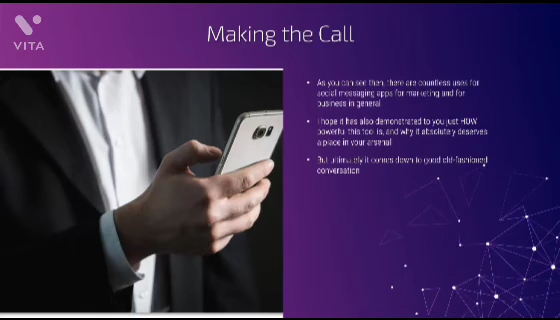 VITA
Making the Call
• As you can see then, there are countless uses for
social messaging apps for marketing and for
business in general
• I hope it has also demonstrated to you just HOW
powerful this tool is, and why it absolutely deserves
a place in your arsenal
• But ultimately it comes down to good old-fashioned
conversation